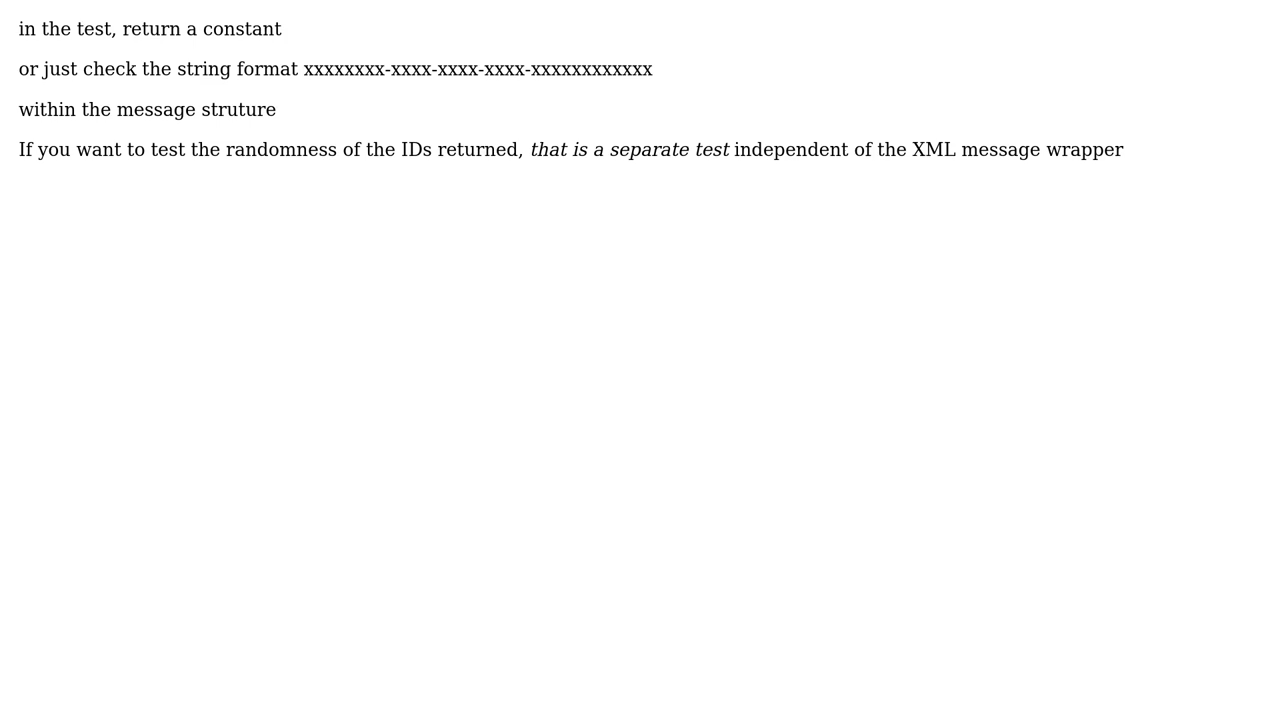 in the test, return a constant
or just check the string format xxxxxxxx-xxxx-xxxx-xxxx-xxxxxxxxxxxx
within the message struture
If you want to test the randomness of the IDs returned, that is a separate test independent of the XML message wrapper